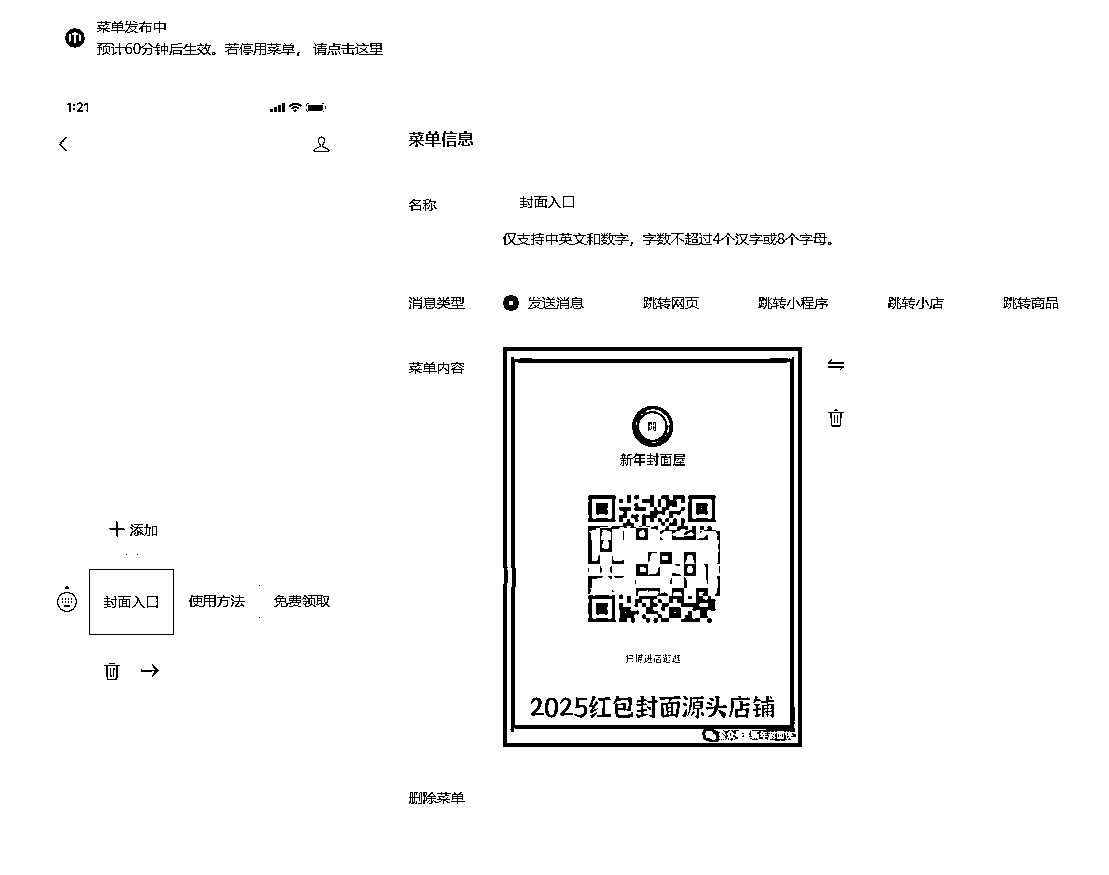 菜单发布中
预计60分钟后生效。若停用菜单，请点击这里
1:21
菜单信息
名称
封面入口
仅支持中英文和数字，字数不超过4个汉字或8个字母。
消息类型
发送消息
跳转网页
跳转小程序
跳转小店
跳转商品
菜单内容
新年封面屋
2025红包封面源头店铺
添加
封面入口
使用方法
免费领取
删除菜单